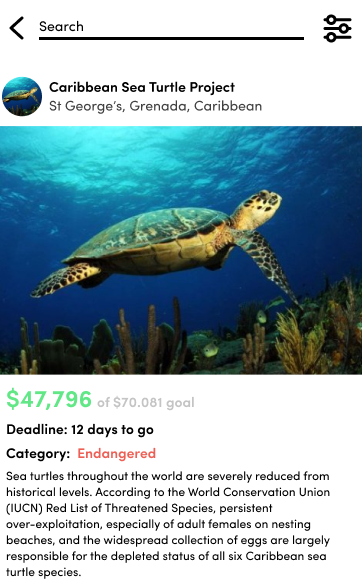 Search
Caribbean Sea Turtle Project
St George's, Grenada, Caribbean
$47,796 of $70.081 goal
Deadline: 12 days to go
Category: Endangered
Sea turtles throughout the world are severely reduced from
historical levels. According to the World Conservation Union
(IUCN) Red List of Threatened Species, persistent
over-exploitation, especially of adult females on nesting
beaches, and the widespread collection of eggs are largely
responsible for the depleted status of all six Caribbean sea
turtle species.